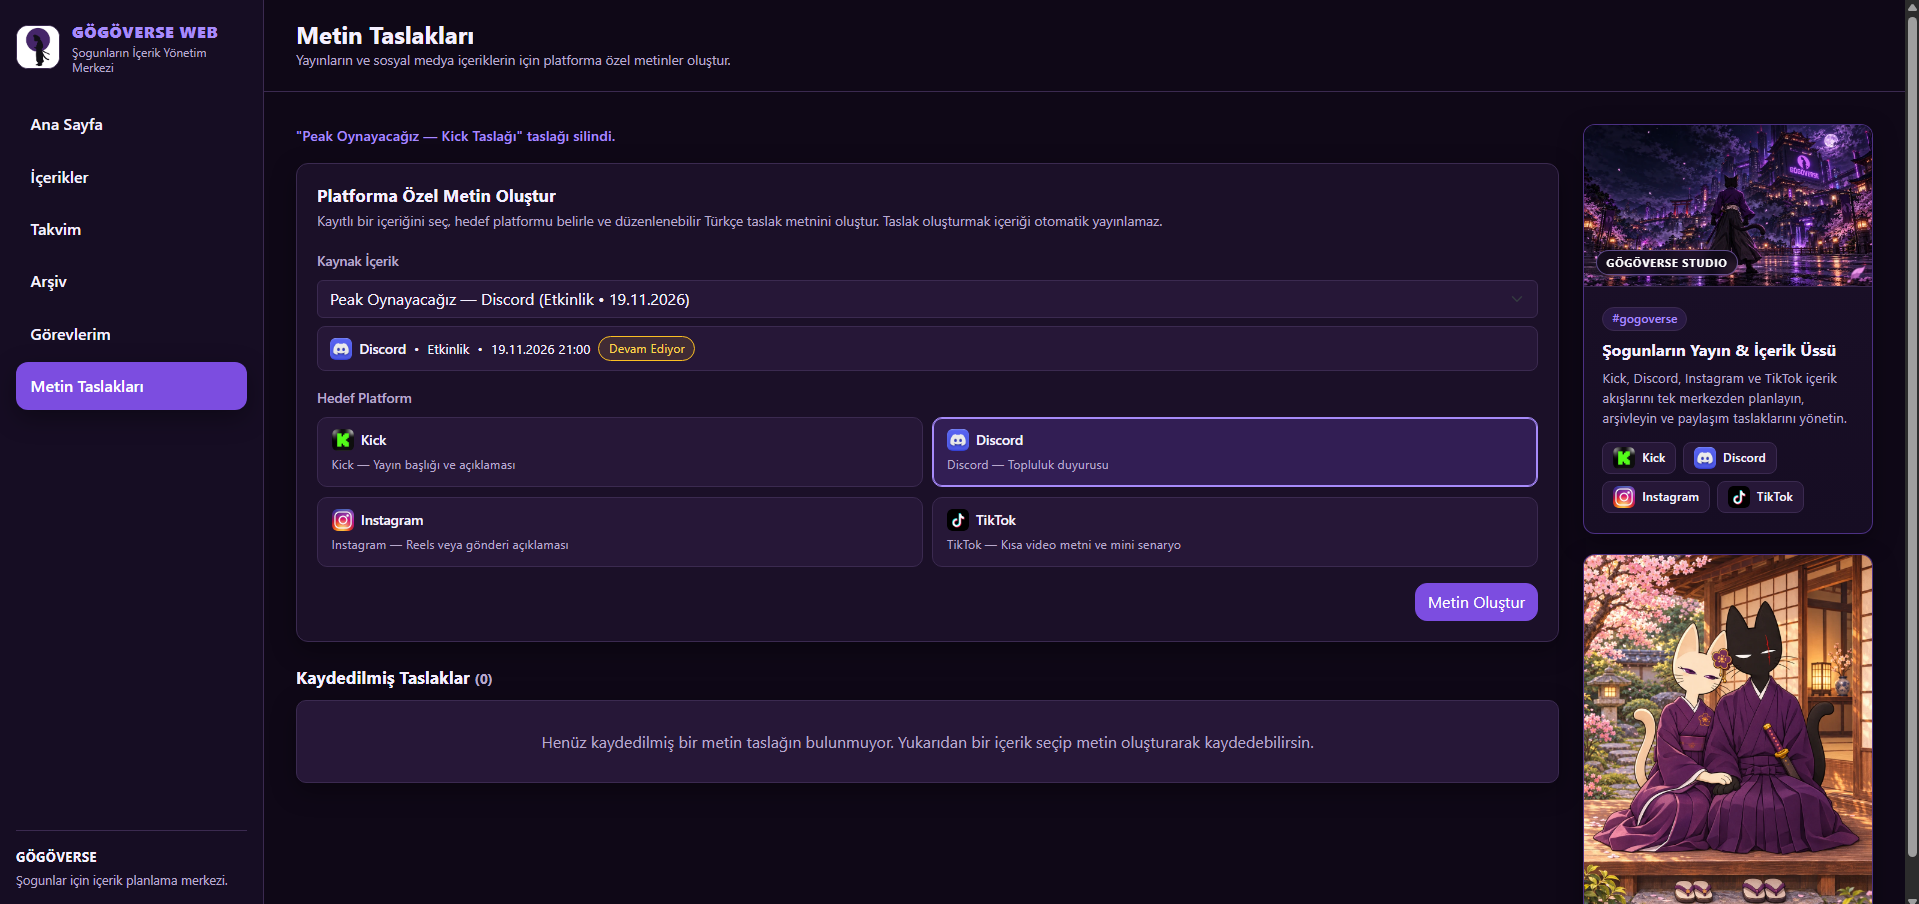 GÖGÖVERSE WEB
Şogunların İçerik Yönetim
Merkezi
Ana Sayfa
İçerikler
Takvim
Arşiv
Görevlerim
Metin Taslakları
GÖGÖVERSE
Şogunlar için içerik planlama merkezi.
Metin Taslakları
Yayınların ve sosyal medya içeriklerin için platforma özel metinler oluştur.
"Peak Oynayacağız — Kick Taslağı" taslağı silindi.
Platforma Özel Metin Oluştur
Kayıtlı bir içeriğini seç, hedef platformu belirle ve düzenlenebilir Türkçe taslak metnini oluştur. Taslak oluşturmak içeriği otomatik yayınlamaz.
Kaynak İçerik
Peak Oynayacağız — Discord (Etkinlik • 19.11.2026)
Discord • Etkinlik • 19.11.2026 21:00 Devam Ediyor
Hedef Platform
Kick
Kick — Yayın başlığı ve açıklaması
Discord
Discord — Topluluk duyurusu
Instagram
Instagram — Reels veya gönderi açıklaması
TikTok
TikTok — Kısa video metni ve mini senaryo
Metin Oluştur
Kaydedilmiş Taslaklar (0)
Henüz kaydedilmiş bir metin taslağın bulunmuyor. Yukarıdan bir içerik seçip metin oluşturarak kaydedebilirsin.
GÖGÖVERSE
GÖGÖVERSE STUDIO
#gogoverse
Şogunların Yayın & İçerik Üssü
Kick, Discord, Instagram ve TikTok içerik
akışlarını tek merkezden planlayın,
arşivleyin ve paylaşım taslaklarını yönetin.
Kick Discord
Instagram TikTok